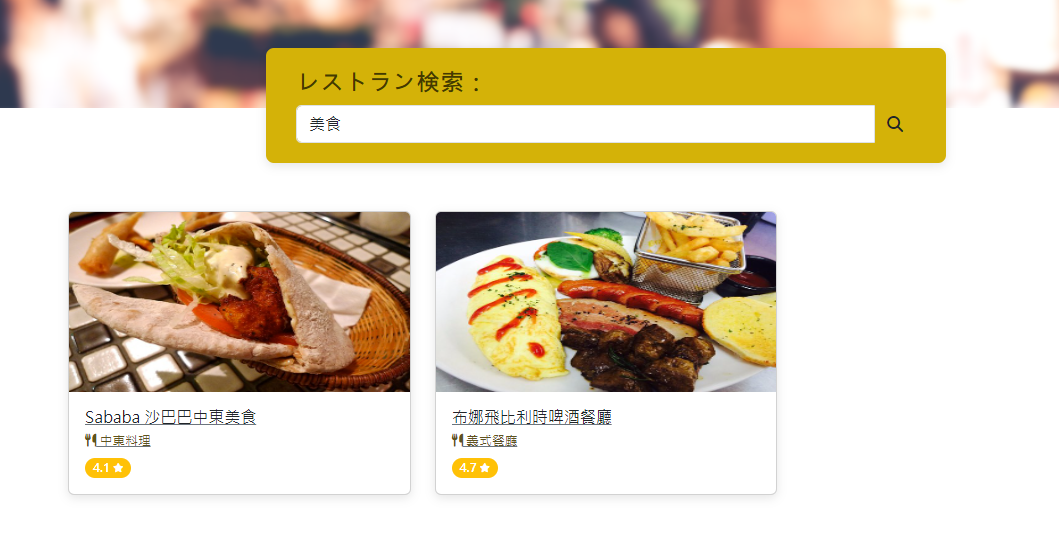 レストラン検索：
美食
Sababa 沙巴巴中東美食
中東料理
4.1
布娜飛比利時啤酒餐廳
義式餐廳
4.7